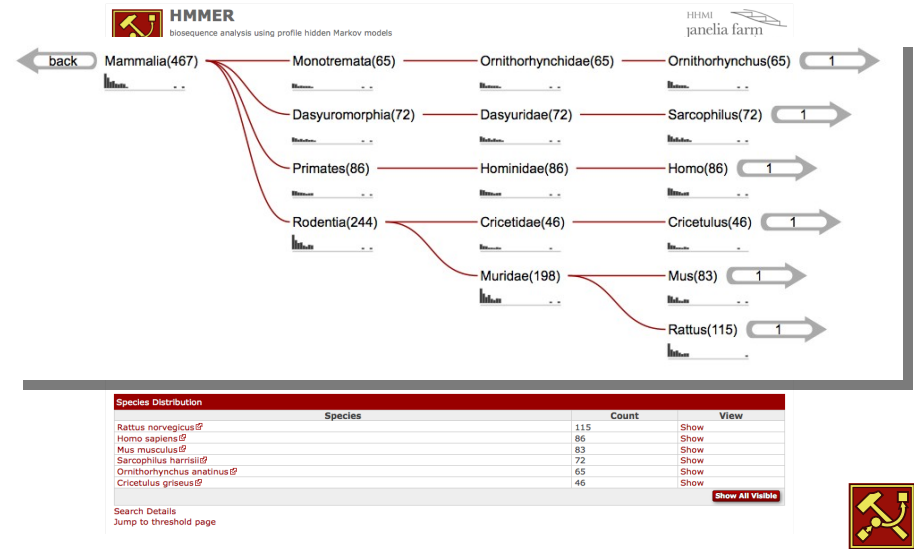 HMMER
biosequence analysis using profile hidden Markov models
HHMI
janelia farm
back Mammalia(467) Monotremata(65) Ornithorhynchidae(65) Ornithorhynchus(65) 1
Dasyuromorphia(72) Dasyuridae(72) Sarcophilus(72) 1
Primates(86) Hominidae(86) Homo(86) 1
Rodentia(244) Cricetidae(46) Cricetulus(46) 1
Muridae(198) Mus(83) 1
Rattus(115) 1
Species Distribution
Species Count View
Rattus norvegicus 115 Show
Homo sapiens 86 Show
Mus musculus 83 Show
Sarcophilus harrisii 72 Show
Ornithorhynchus anatinus 65 Show
Cricetulus griseus 46 Show
Show All Visible
Search Details
Jump to threshold page